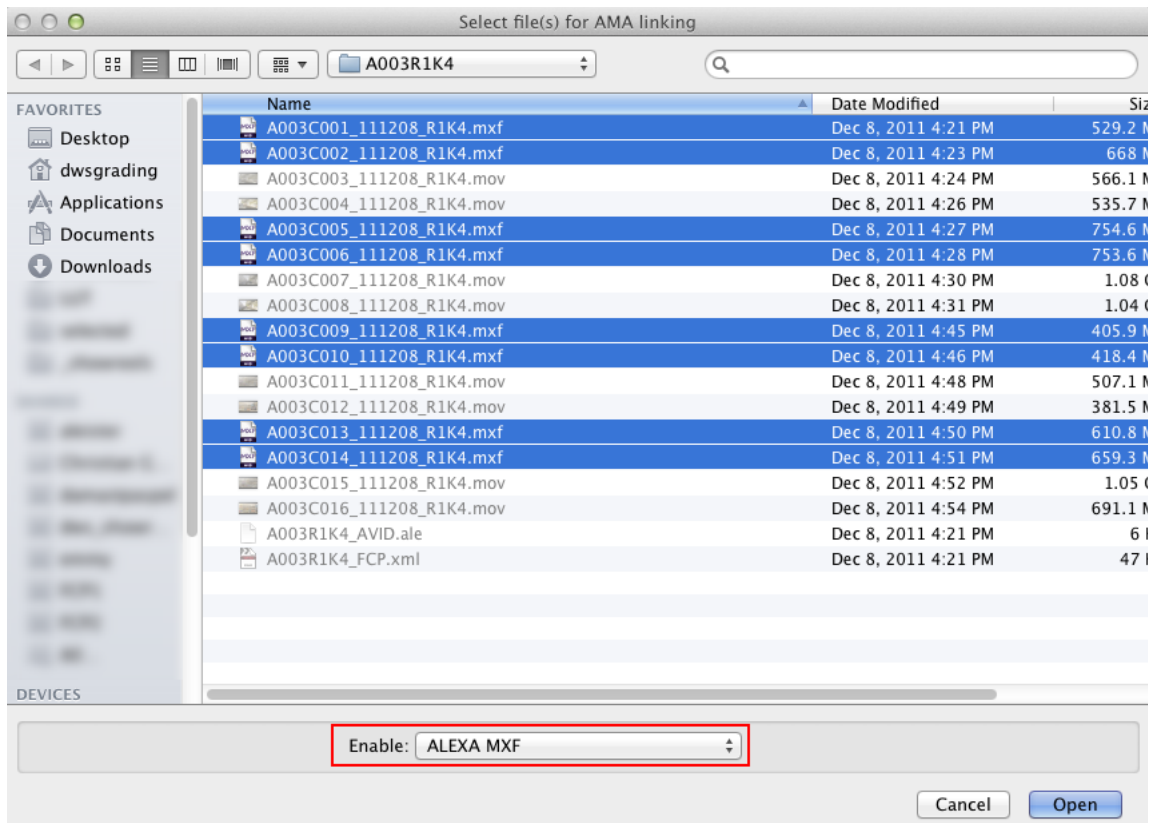 Select file(s) for AMA linking
A003R1K4
FAVORITES
Desktop
dwsgrading
Applications
Documents
Downloads
DEVICES
Name Date Modified Siz
A003C001_111208_R1K4.mxf Dec 8, 2011 4:21 PM 529.2 M
A003C002_111208_R1K4.mxf Dec 8, 2011 4:23 PM 668 M
A003C003_111208_R1K4.mov Dec 8, 2011 4:24 PM 566.1 M
A003C004_111208_R1K4.mov Dec 8, 2011 4:26 PM 535.7 M
A003C005_111208_R1K4.mxf Dec 8, 2011 4:27 PM 754.6 M
A003C006_111208_R1K4.mxf Dec 8, 2011 4:28 PM 753.6 M
A003C007_111208_R1K4.mov Dec 8, 2011 4:30 PM 1.08
A003C008_111208_R1K4.mov Dec 8, 2011 4:31 PM 1.04
A003C009_111208_R1K4.mxf Dec 8, 2011 4:45 PM 405.9 M
A003C010_111208_R1K4.mxf Dec 8, 2011 4:46 PM 418.4 M
A003C011_111208_R1K4.mov Dec 8, 2011 4:48 PM 507.1 M
A003C012_111208_R1K4.mov Dec 8, 2011 4:49 PM 381.5 M
A003C013_111208_R1K4.mxf Dec 8, 2011 4:50 PM 610.8 M
A003C014_111208_R1K4.mxf Dec 8, 2011 4:51 PM 659.3 M
A003C015_111208_R1K4.mov Dec 8, 2011 4:52 PM 1.05
A003C016_111208_R1K4.mov Dec 8, 2011 4:54 PM 691.1 M
A003R1K4_AVID.ale Dec 8, 2011 4:21 PM 6
A003R1K4_FCP.xml Dec 8, 2011 4:21 PM 47
Enable: ALEXA MXF
Cancel Open